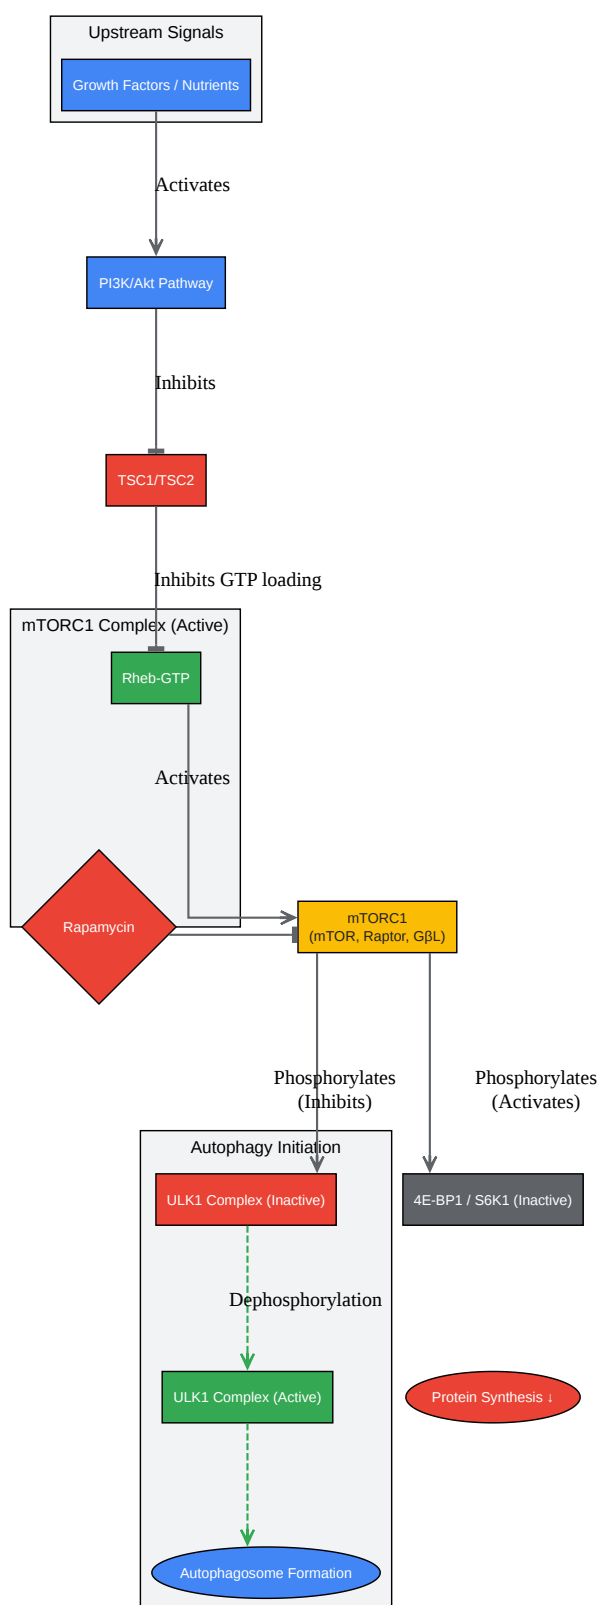 Upstream Signals
Growth Factors / Nutrients
Activates
PI3K/Akt Pathway
Inhibits
TSC1/TSC2
Inhibits GTP loading
mTORC1 Complex (Active)
Rheb-GTP
Activates
Rapamycin
mTORC1
(mTOR, Raptor, GβL)
Phosphorylates
(Inhibits)
Phosphorylates
(Activates)
Autophagy Initiation
ULK1 Complex (Inactive)
4E-BP1 / S6K1 (Inactive)
Dephosphorylation
ULK1 Complex (Active)
Protein Synthesis ↓
Autophagosome Formation